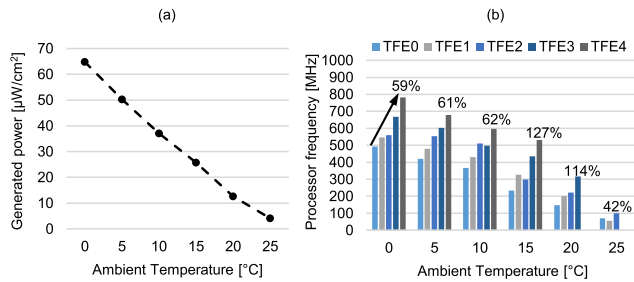 (a)
Generated power [µW/cm²]
70
60
50
40
30
20
10
0
0 5 10 15 20 25
Ambient Temperature [°C]
(b)
TFE0 TFE1 TFE2 TFE3 TFE4
Processor frequency [MHz]
1000
900
800
700
600
500
400
300
200
100
0
59%
61%
62%
127%
114%
42%
0 5 10 15 20 25
Ambient Temperature [°C]